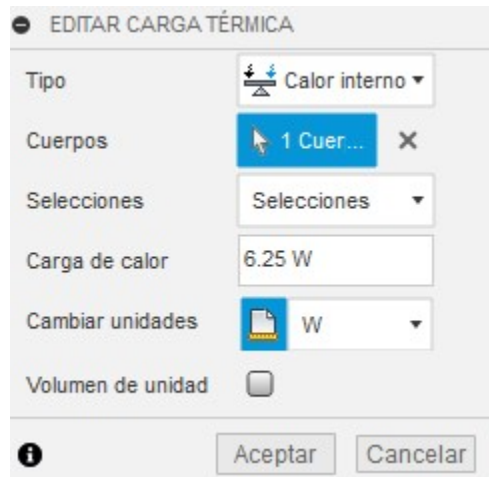 EDITAR CARGA TÉRMICA
Tipo Calor interno
Cuerpos 1 Cuer...
Selecciones Selecciones
Carga de calor 6.25 W
Cambiar unidades W
Volumen de unidad
Aceptar Cancelar